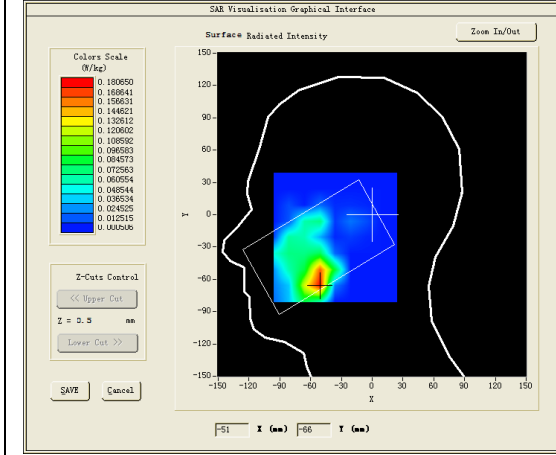 SAR Visualisation Graphical Interface
Surface Radiated Intensity
Zoom In/Out
Colors Scale
(W/kg)
0.180650
0.168641
0.156631
0.144621
0.132612
0.120602
0.108592
0.096583
0.084573
0.072563
0.060554
0.048544
0.036534
0.024525
0.012515
0.000506
Z-Cuts Control
<< Upper Cut
Z = 0.5 mm
Lower Cut >>
SAVE
Cancel
150
120
90
60
30
0
-30
-60
-90
-120
-150
Y
-150 -120 -90 -60 -30 0 30 60 90 120 150
X
-51 X (mm) -66 Y (mm)